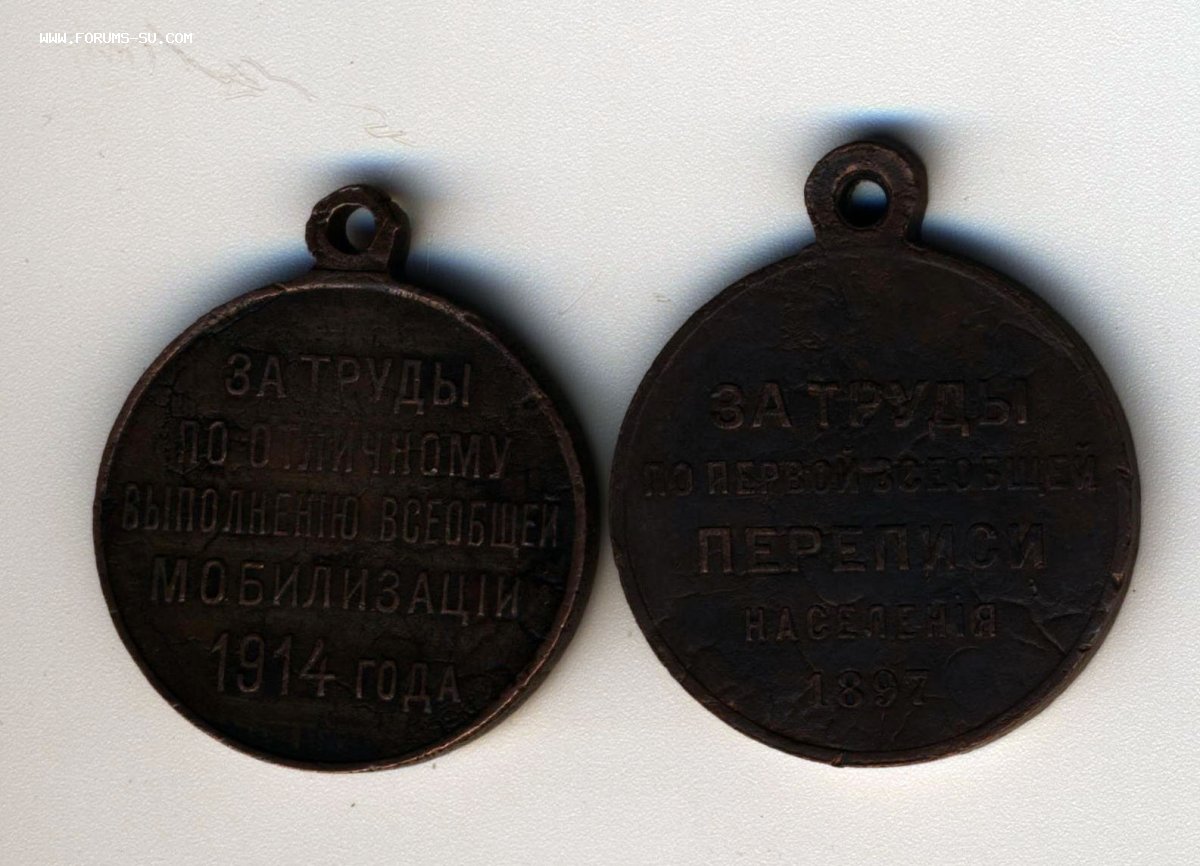 WWW.FORUMS-SU.COM
ЗА ТРУДЫ
ПО ОТЛИЧНОМУ
ВЫПОЛНЕНІЮ ВСЕОБЩЕЙ
МОБИЛИЗАЦІИ
1914 ГОДА
ЗА ТРУДЫ
ПО ПЕРВОЙ ВСЕОБЩЕЙ
ПЕРЕПИСИ
НАСЕЛЕНІЯ
1897